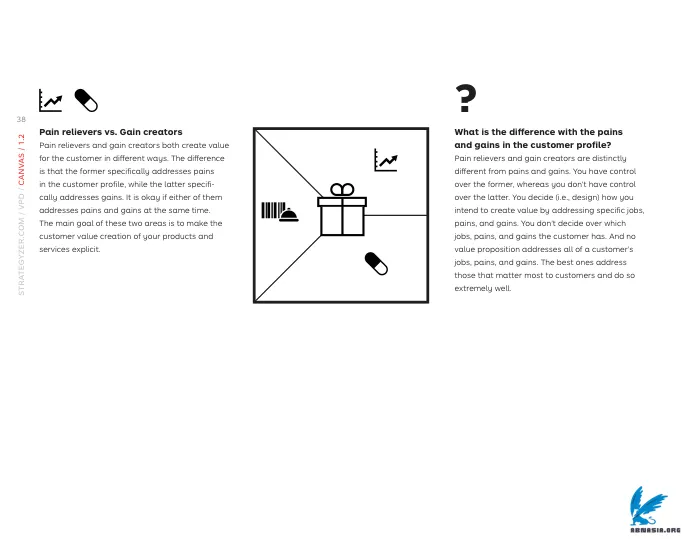 38
STRATEGYZER.COM / VPD / CANVAS / 1.2
Pain relievers vs. Gain creators
Pain relievers and gain creators both create value
for the customer in different ways. The difference
is that the former specifically addresses pains
in the customer profile, while the latter specifi-
cally addresses gains. It is okay if either of them
addresses pains and gains at the same time.
The main goal of these two areas is to make the
customer value creation of your products and
services explicit.
?
What is the difference with the pains
and gains in the customer profile?
Pain relievers and gain creators are distinctly
different from pains and gains. You have control
over the former, whereas you don't have control
over the latter. You decide (i.e., design) how you
intend to create value by addressing specific jobs,
pains, and gains. You don't decide over which
jobs, pains, and gains the customer has. And no
value proposition addresses all of a customer's
jobs, pains, and gains. The best ones address
those that matter most to customers and do so
extremely well.
ABNASIA.ORG